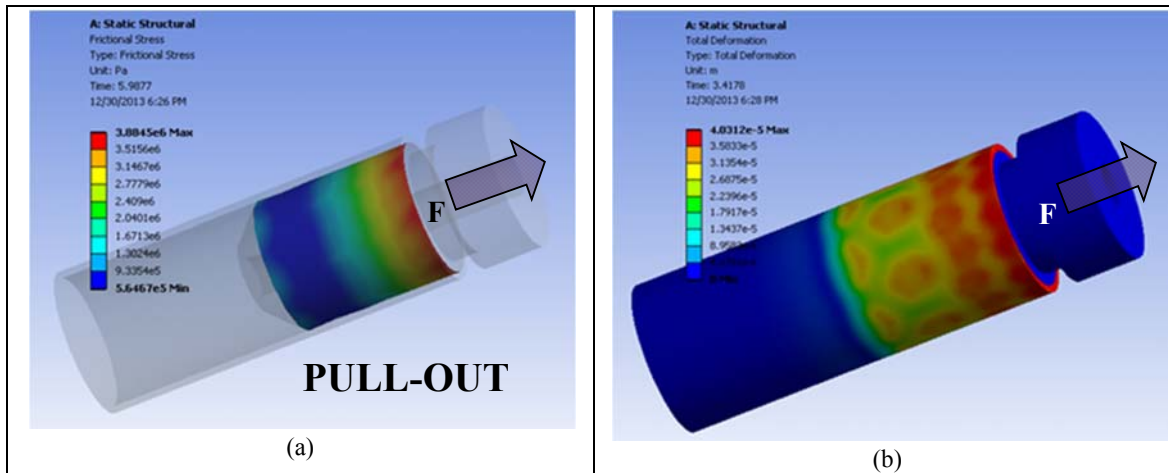 A: Static Structural
Frictional Stress
Type: Frictional Stress
Unit: Pa
Time: 5.9877
12/30/2013 6:26 PM
3.8845e6 Max
3.5156e6
3.1467e6
2.7779e6
2.409e6
2.0401e6
1.6713e6
1.3024e6
9.3354e5
5.6467e5 Min
F
PULL-OUT
(a)
A: Static Structural
Total Deformation
Type: Total Deformation
Unit: m
Time: 3.4178
12/30/2013 6:28 PM
4.0312e-5 Max
3.5833e-5
3.1354e-5
2.6875e-5
2.2396e-5
1.7917e-5
1.3437e-5
F
(b)